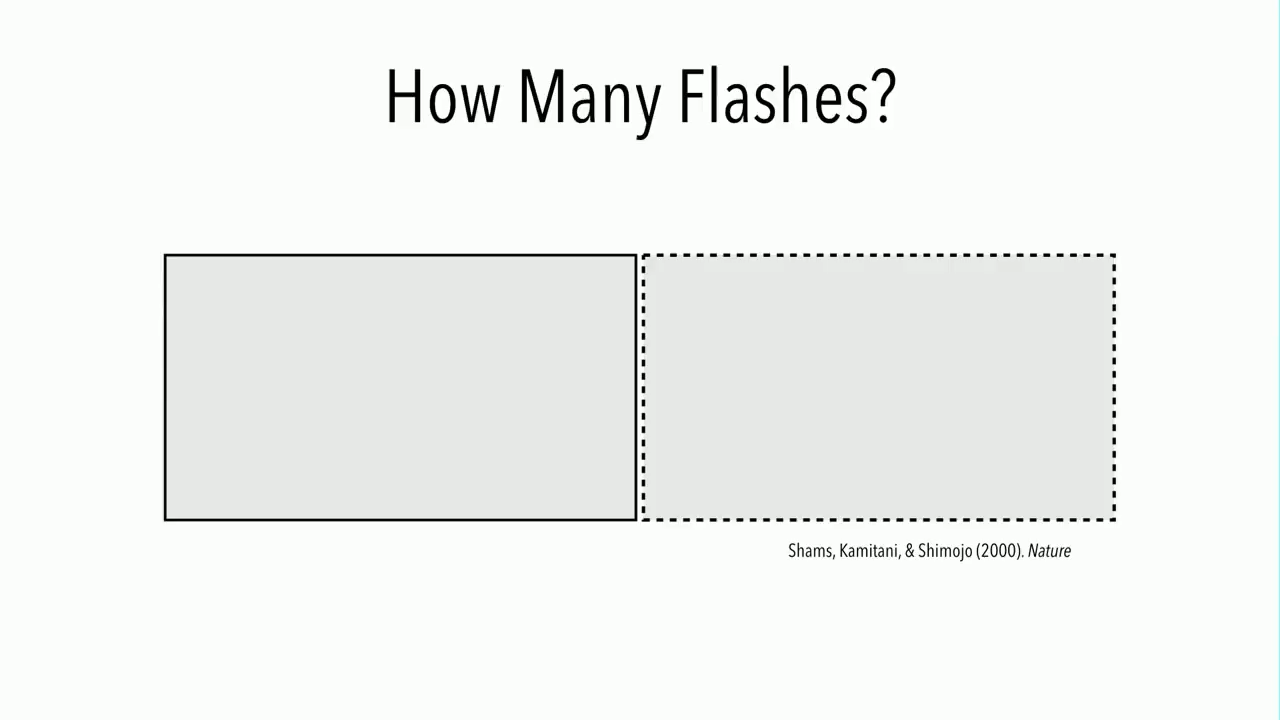 How Many Flashes?
Shams, Kamitani, & Shimojo (2000). Nature